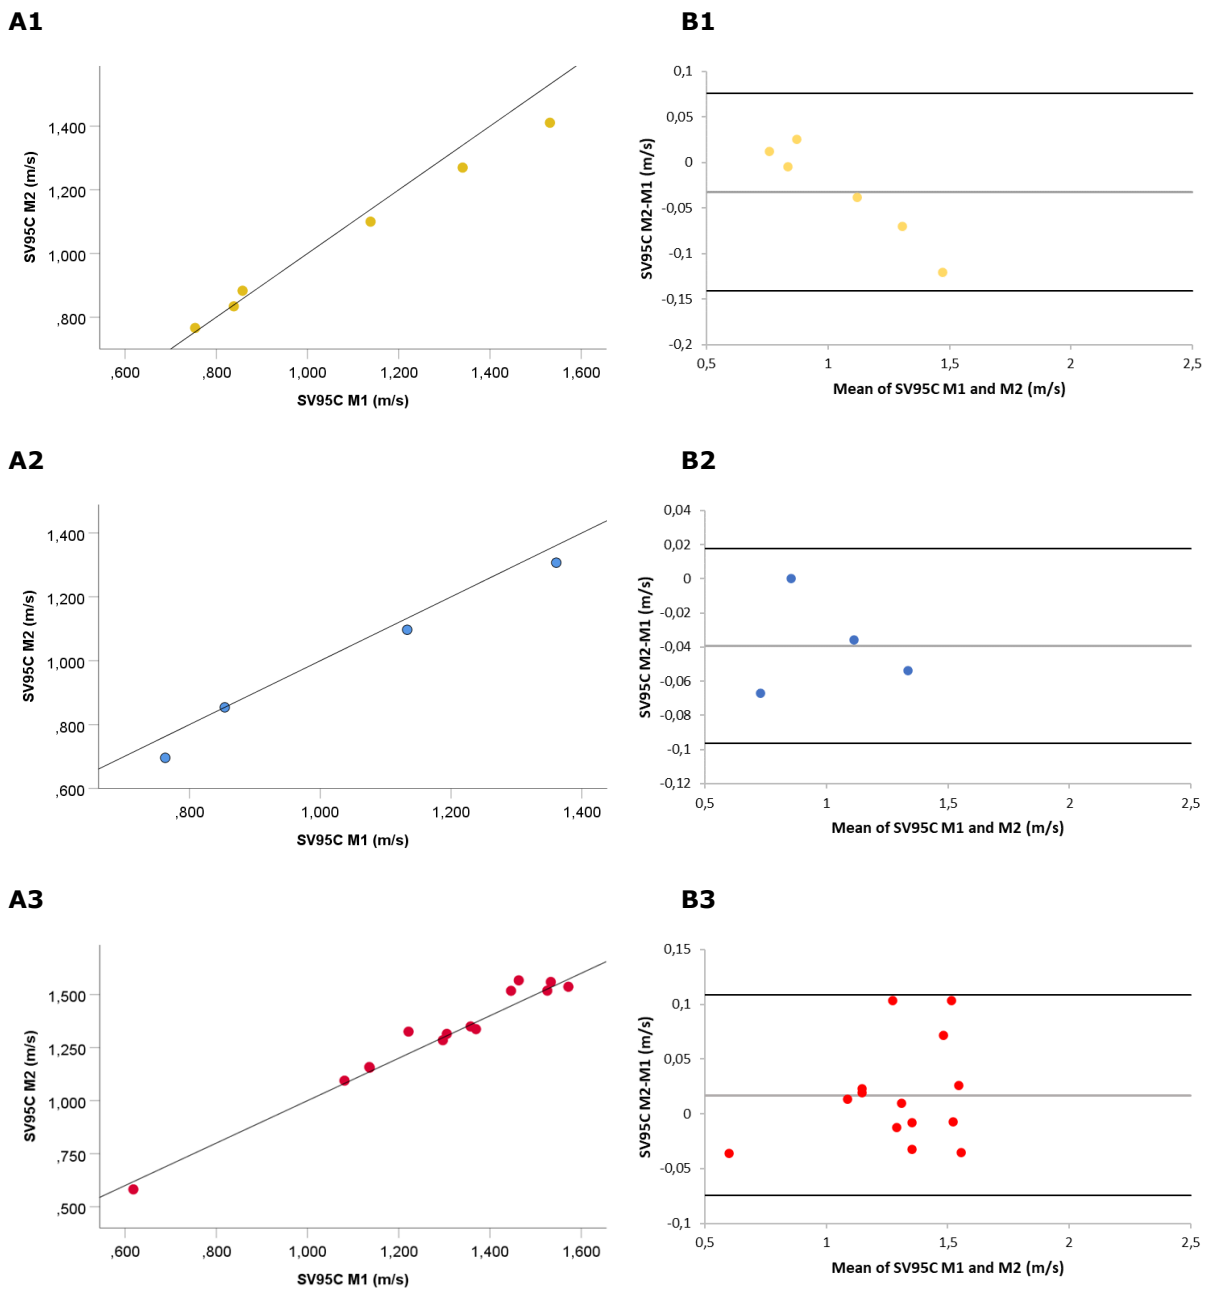 A1
B1
1,400
1,200
1,000
,800
SV95C M2 (m/s)
,600 ,800 1,000 1,200 1,400 1,600
SV95C M1 (m/s)
0,1
0,05
0
-0,05
-0,1
-0,15
-0,2
SV95C M2-M1 (m/s)
0,5 1 1,5 2 2,5
Mean of SV95C M1 and M2 (m/s)
A2
B2
1,400
1,200
1,000
,800
,600
SV95C M2 (m/s)
,800 1,000 1,200 1,400
SV95C M1 (m/s)
0,04
0,02
0
-0,02
-0,04
-0,06
-0,08
-0,1
-0,12
SV95C M2-M1 (m/s)
0,5 1 1,5 2 2,5
Mean of SV95C M1 and M2 (m/s)
A3
B3
1,500
1,250
1,000
,750
,500
SV95C M2 (m/s)
,600 ,800 1,000 1,200 1,400 1,600
SV95C M1 (m/s)
0,15
0,1
0,05
0
-0,05
-0,1
SV95C M2-M1 (m/s)
0,5 1 1,5 2 2,5
Mean of SV95C M1 and M2 (m/s)